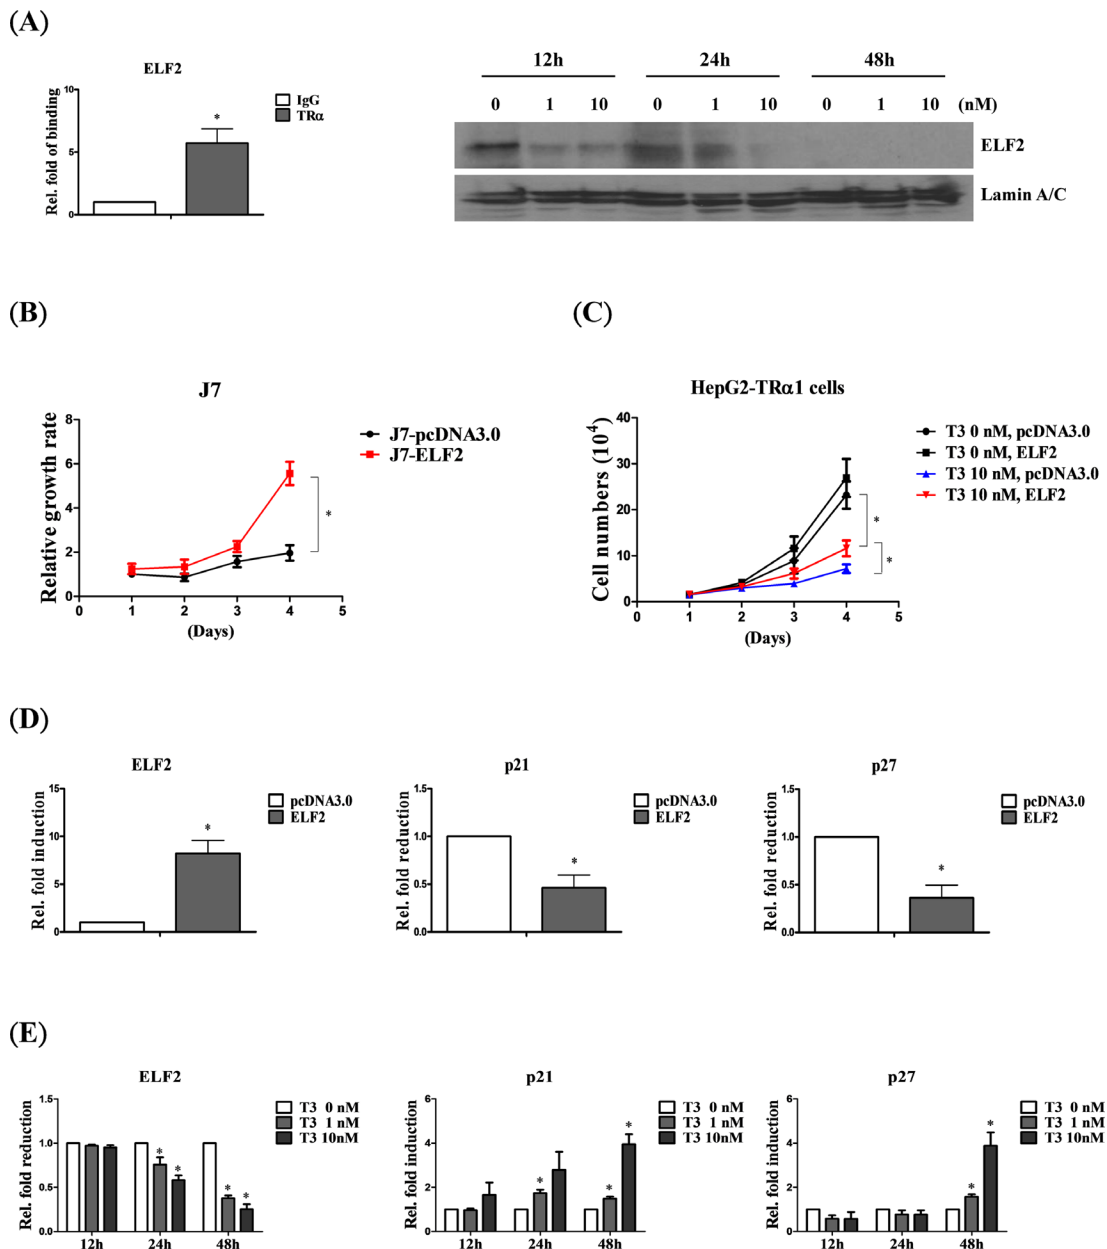 (A)
ELF2
Rel. fold of binding
10
5
0
*
IgG
TRα
12h 24h 48h
0 1 10 0 1 10 0 1 10 (nM)
ELF2
Lamin A/C
(B)
J7
Relative growth rate
8
6
4
2
0
0 1 2 3 4 5
(Days)
*
J7-pcDNA3.0
J7-ELF2
(C)
HepG2-TRα1 cells
Cell numbers (10⁴)
40
30
20
10
0
0 1 2 3 4 5
(Days)
*
*
T3 0 nM, pcDNA3.0
T3 0 nM, ELF2
T3 10 nM, pcDNA3.0
T3 10 nM, ELF2
(D)
ELF2
Rel. fold induction
15
10
5
0
*
pcDNA3.0
ELF2
p21
Rel. fold reduction
1.5
1.0
0.5
0.0
*
pcDNA3.0
ELF2
p27
Rel. fold reduction
1.5
1.0
0.5
0.0
*
pcDNA3.0
ELF2
(E)
ELF2
Rel. fold reduction
1.5
1.0
0.5
0.0
* * * *
12h 24h 48h
T3 0 nM
T3 1 nM
T3 10nM
p21
Rel. fold induction
6
4
2
0
* * *
12h 24h 48h
T3 0 nM
T3 1 nM
T3 10nM
p27
Rel. fold induction
6
4
2
0
* *
12h 24h 48h
T3 0 nM
T3 1 nM
T3 10nM